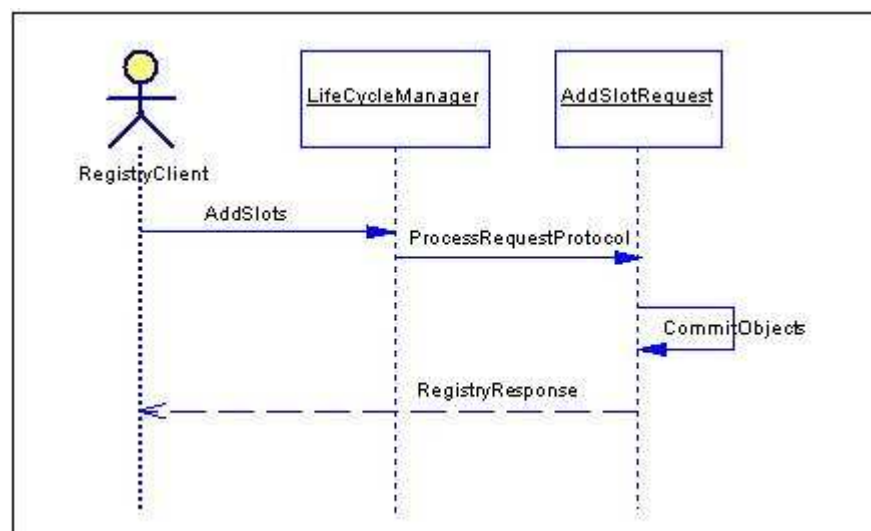 LifeCycleManager
AddSlotRequest
RegistryClient
AddSlots
ProcessRequestProtocol
CommitObjects
RegistryResponse